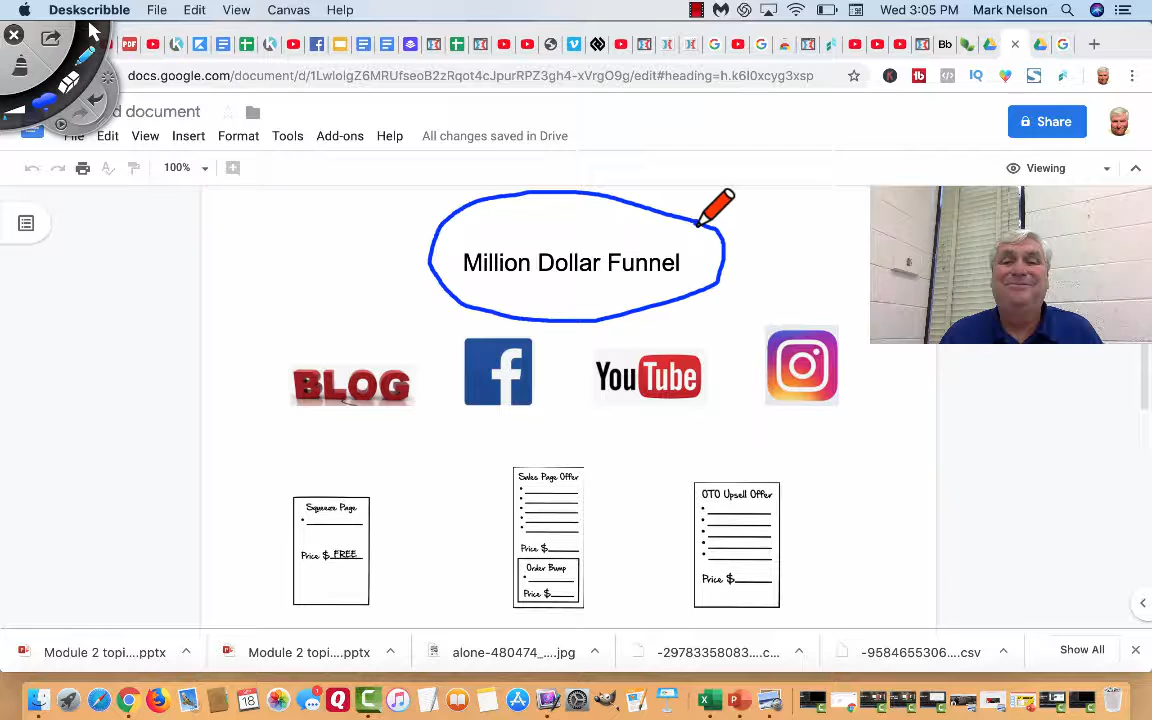 Deskscribble File Edit View Canvas Help Wed 3:05 PM Mark Nelson
docs.google.com/document/d/1LwlolgZ6MRUfseoB2zRqot4cJpurRPZ3gh4-xVrgO9g/edit#heading=h.k6l0xcyg3xsp
d document
File Edit View Insert Format Tools Add-ons Help All changes saved in Drive
Share
100%
Viewing
Million Dollar Funnel
BLOG
f
YouTube
Squeeze Page
Price $ FREE
Sales Page Offer
Price $
Order Bump
Price $
OTO Upsell Offer
Price $
Module 2 topi....pptx Module 2 topi....pptx alone-480474_....jpg -29783358083....c... -9584655306....csv Show All